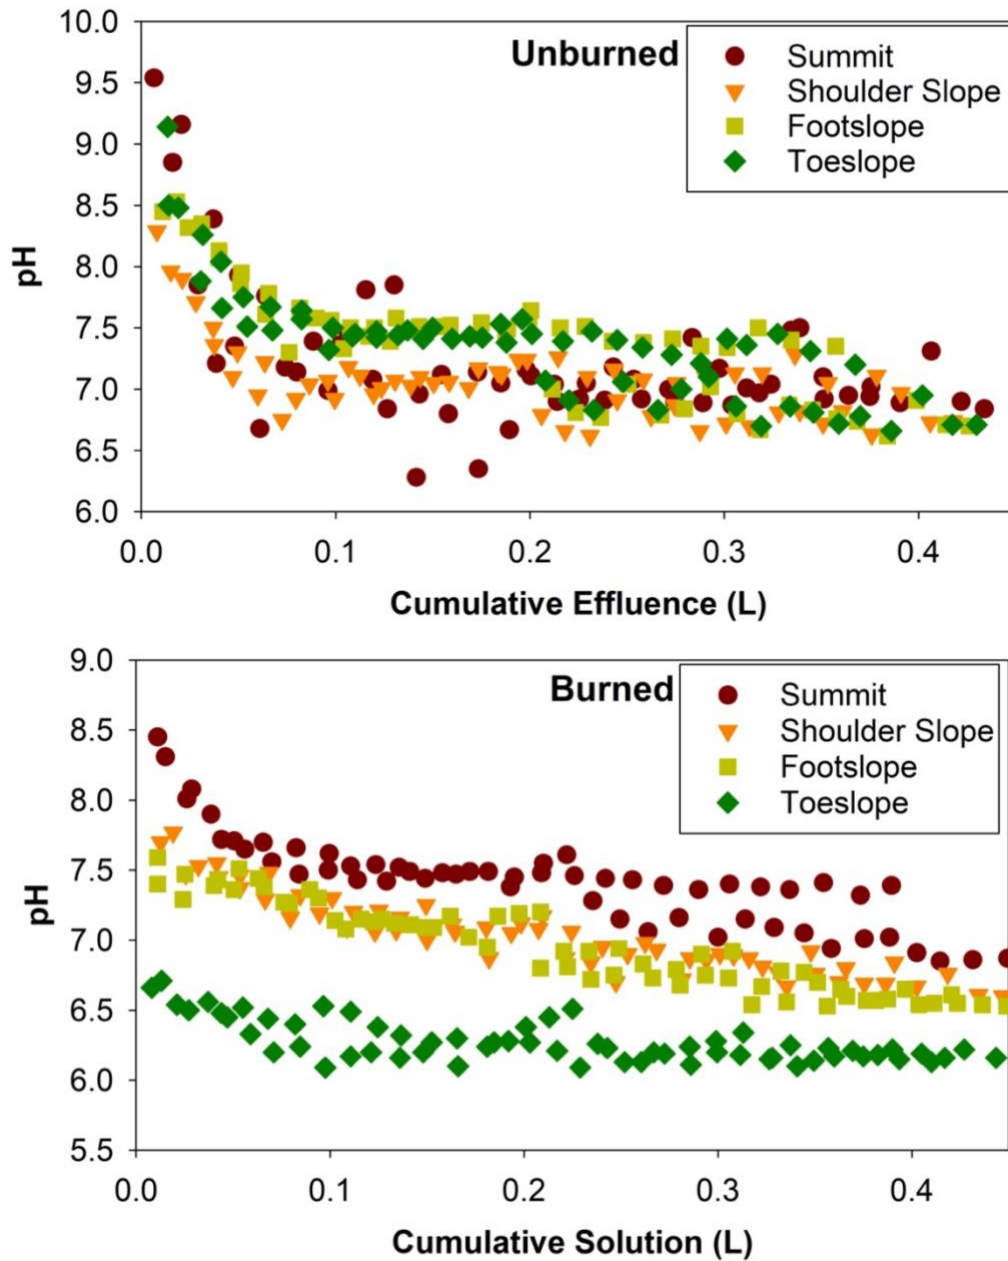 10.0
Unburned
Summit
Shoulder Slope
Footslope
Toeslope
9.5
9.0
8.5
8.0
7.5
7.0
6.5
6.0
pH
0.0 0.1 0.2 0.3 0.4
Cumulative Effluence (L)
9.0
Burned
Summit
Shoulder Slope
Footslope
Toeslope
8.5
8.0
7.5
7.0
6.5
6.0
5.5
pH
0.0 0.1 0.2 0.3 0.4
Cumulative Solution (L)